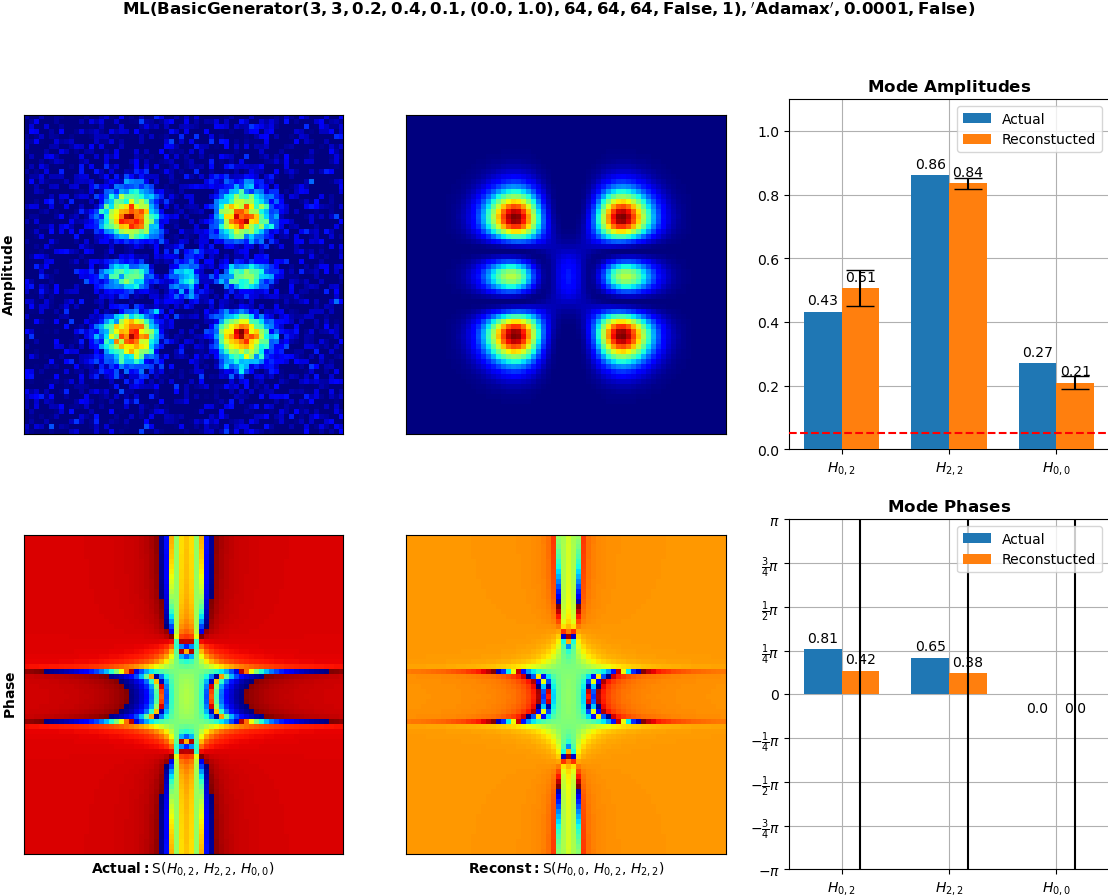 ML(BasicGenerator(3, 3, 0.2, 0.4, 0.1, (0.0, 1.0), 64, 64, 64, False, 1), ′Adamax′, 0.0001, False)
Mode Amplitudes
Amplitude
Actual
Reconstucted
1.0
0.8
0.6
0.4
0.2
0.0
0.43
0.51
0.86
0.84
0.27
0.21
H₀,₂
H₂,₂
H₀,₀
Mode Phases
Phase
Actual
Reconstucted
π
3/4π
1/2π
1/4π
0
−1/4π
−1/2π
−3/4π
−π
0.81
0.42
0.65
0.38
0.0
0.0
H₀,₂
H₂,₂
H₀,₀
Actual: S(H₀,₂, H₂,₂, H₀,₀)
Reconst: S(H₀,₀, H₀,₂, H₂,₂)